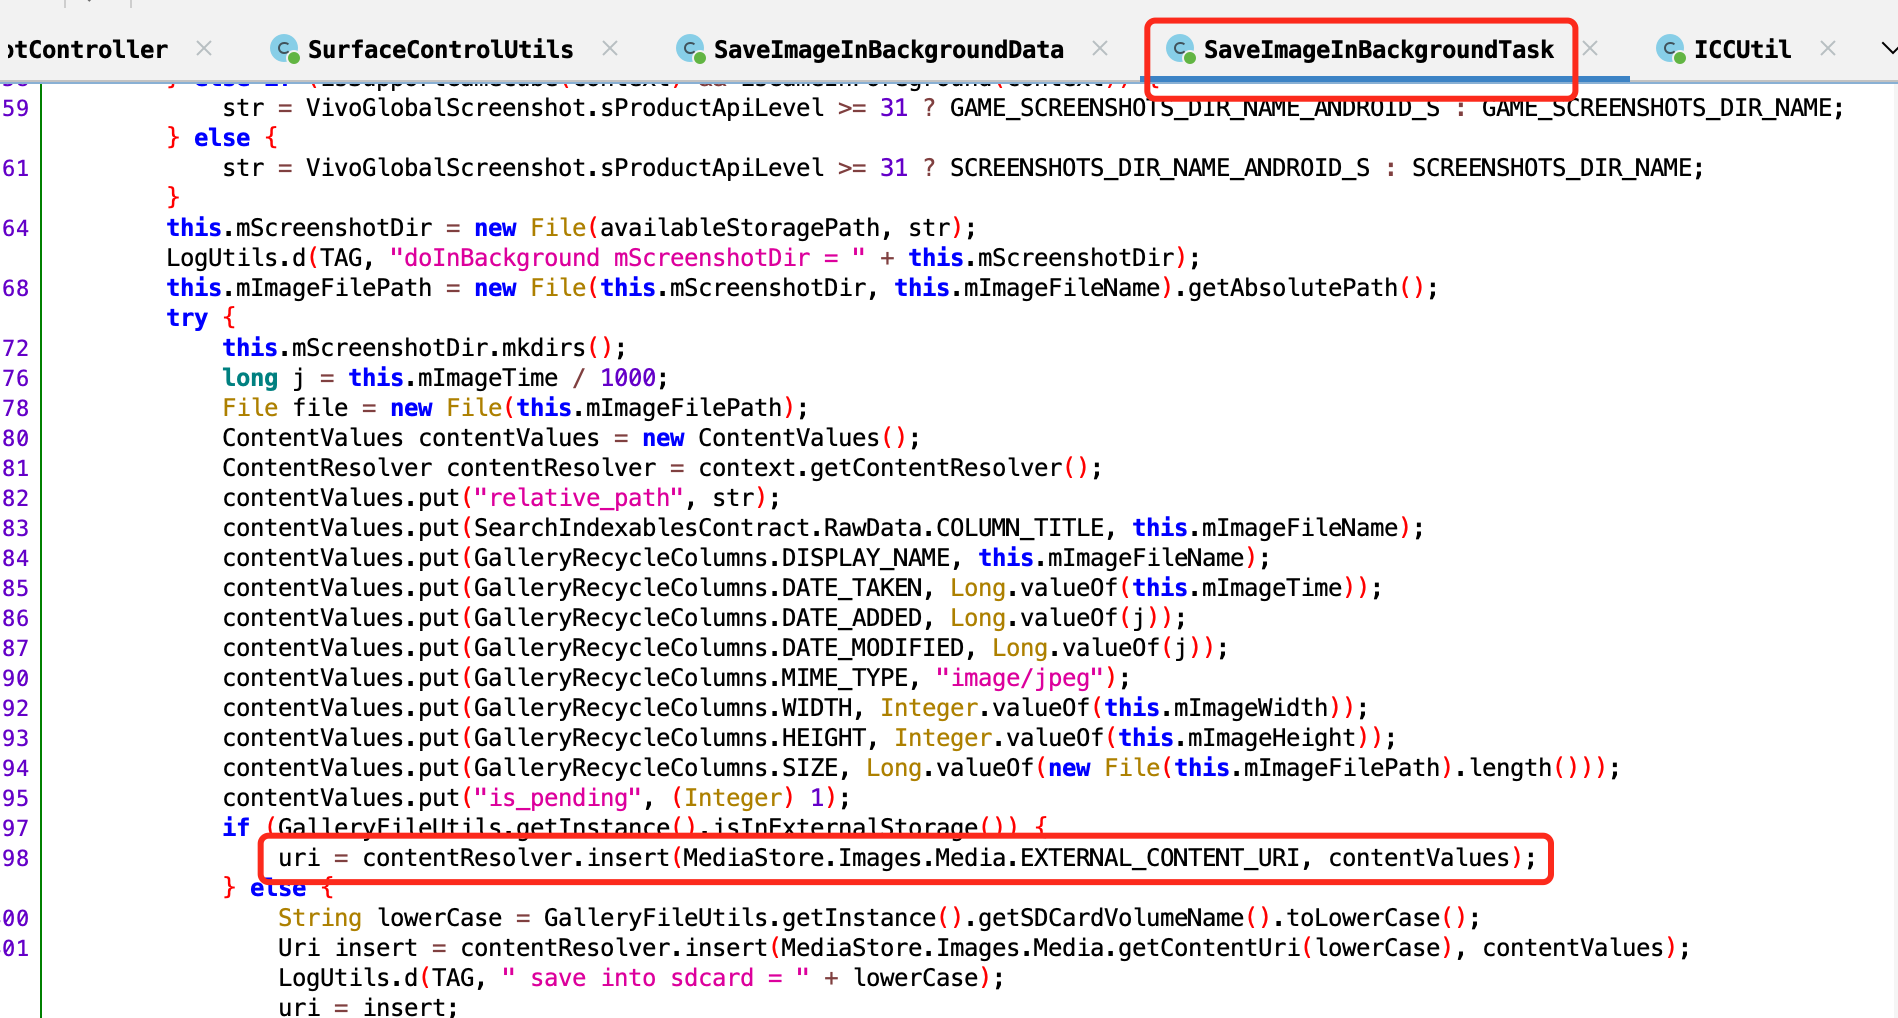 otController SurfaceControlUtils SaveImageInBackgroundData SaveImageInBackgroundTask ICCUtil
59 str = VivoGlobalScreenshot.sProductApiLevel >= 31 ? GAME_SCREENSHOTS_DIR_NAME_ANDROID_S : GAME_SCREENSHOTS_DIR_NAME;
} else {
61 str = VivoGlobalScreenshot.sProductApiLevel >= 31 ? SCREENSHOTS_DIR_NAME_ANDROID_S : SCREENSHOTS_DIR_NAME;
}
64 this.mScreenshotDir = new File(availableStoragePath, str);
LogUtils.d(TAG, "doInBackground mScreenshotDir = " + this.mScreenshotDir);
68 this.mImageFilePath = new File(this.mScreenshotDir, this.mImageFileName).getAbsolutePath();
try {
72 this.mScreenshotDir.mkdirs();
76 long j = this.mImageTime / 1000;
78 File file = new File(this.mImageFilePath);
80 ContentValues contentValues = new ContentValues();
81 ContentResolver contentResolver = context.getContentResolver();
82 contentValues.put("relative_path", str);
83 contentValues.put(SearchIndexablesContract.RawData.COLUMN_TITLE, this.mImageFileName);
84 contentValues.put(GalleryRecycleColumns.DISPLAY_NAME, this.mImageFileName);
85 contentValues.put(GalleryRecycleColumns.DATE_TAKEN, Long.valueOf(this.mImageTime));
86 contentValues.put(GalleryRecycleColumns.DATE_ADDED, Long.valueOf(j));
87 contentValues.put(GalleryRecycleColumns.DATE_MODIFIED, Long.valueOf(j));
90 contentValues.put(GalleryRecycleColumns.MIME_TYPE, "image/jpeg");
92 contentValues.put(GalleryRecycleColumns.WIDTH, Integer.valueOf(this.mImageWidth));
93 contentValues.put(GalleryRecycleColumns.HEIGHT, Integer.valueOf(this.mImageHeight));
94 contentValues.put(GalleryRecycleColumns.SIZE, Long.valueOf(new File(this.mImageFilePath).length()));
95 contentValues.put("is_pending", (Integer) 1);
97 if (GalleryFileUtils.getInstance().isInExternalStorage()) {
98 uri = contentResolver.insert(MediaStore.Images.Media.EXTERNAL_CONTENT_URI, contentValues);
} else {
00 String lowerCase = GalleryFileUtils.getInstance().getSDCardVolumeName().toLowerCase();
01 Uri insert = contentResolver.insert(MediaStore.Images.Media.getContentUri(lowerCase), contentValues);
LogUtils.d(TAG, " save into sdcard = " + lowerCase);
uri = insert;